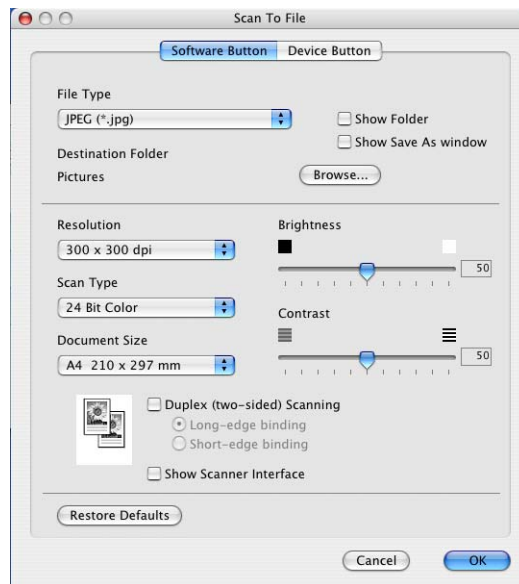 Scan To File
Software Button Device Button
File Type
JPEG (*.jpg)
Show Folder
Show Save As window
Destination Folder
Pictures
Browse...
Resolution
300 x 300 dpi
Brightness
50
Scan Type
24 Bit Color
Contrast
50
Document Size
A4 210 x 297 mm
Duplex (two-sided) Scanning
Long-edge binding
Short-edge binding
Show Scanner Interface
Restore Defaults
Cancel OK